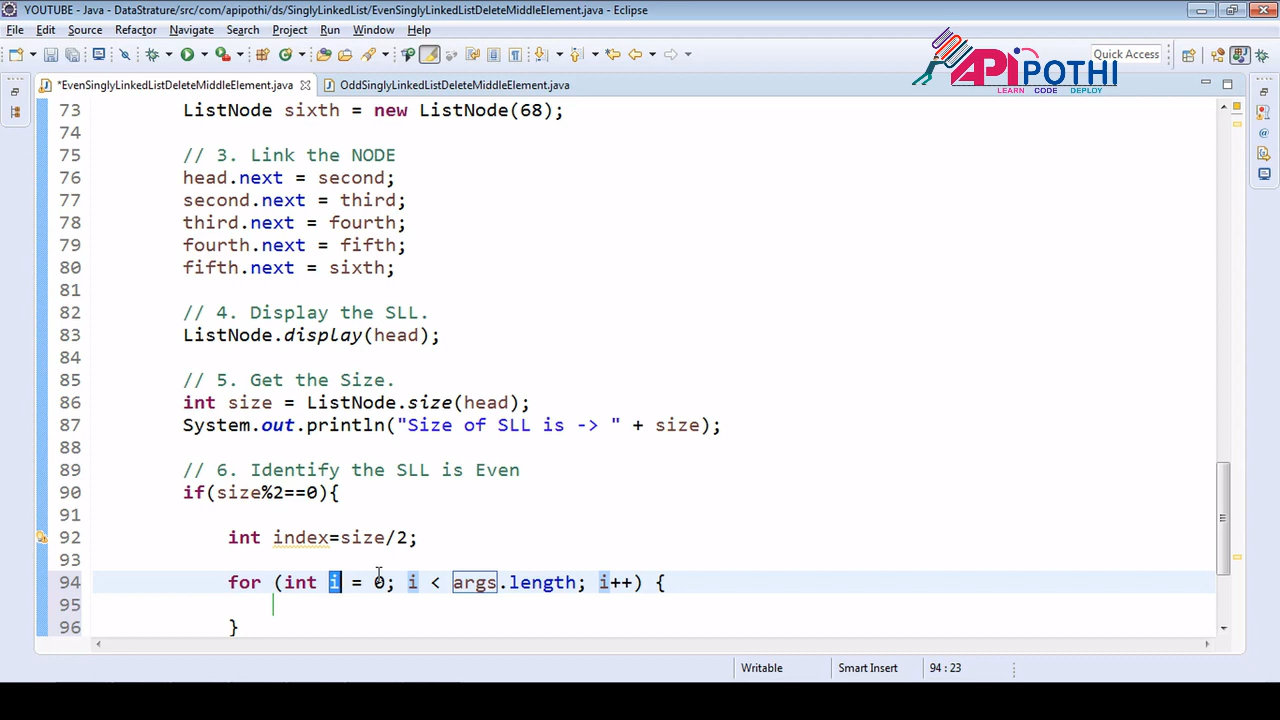 YOUTUBE - Java - DataStrature/src/com/apipothi/ds/SinglyLinkedList/EvenSinglyLinkedListDeleteMiddleElement.java - Eclipse
File Edit Source Refactor Navigate Search Project Run Window Help
Quick Access
APIPOTHI
LEARN CODE DEPLOY
*EvenSinglyLinkedListDeleteMiddleElement.java OddSinglyLinkedListDeleteMiddleElement.java
73 ListNode sixth = new ListNode(68);
74
75 // 3. Link the NODE
76 head.next = second;
77 second.next = third;
78 third.next = fourth;
79 fourth.next = fifth;
80 fifth.next = sixth;
81
82 // 4. Display the SLL.
83 ListNode.display(head);
84
85 // 5. Get the Size.
86 int size = ListNode.size(head);
87 System.out.println("Size of SLL is -> " + size);
88
89 // 6. Identify the SLL is Even
90 if(size%2==0){
91
92 int index=size/2;
93
94 for (int i = 0; i < args.length; i++) {
95
96 }
Writable Smart Insert 94 : 23